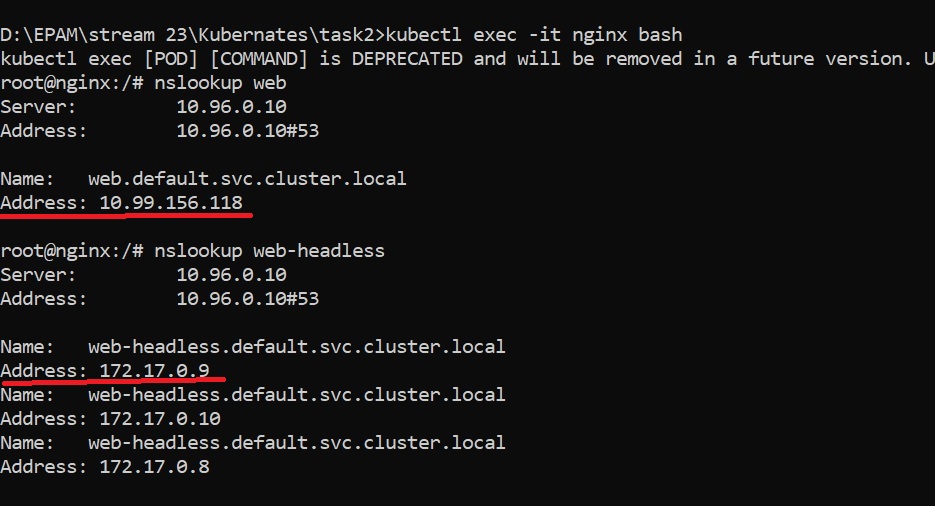 D:\EPAM\stream 23\Kubernates\task2>kubectl exec -it nginx bash
kubectl exec [POD] [COMMAND] is DEPRECATED and will be removed in a future version. U
root@nginx:/# nslookup web
Server:         10.96.0.10
Address:        10.96.0.10#53
Name:   web.default.svc.cluster.local
Address: 10.99.156.118
root@nginx:/# nslookup web-headless
Server:         10.96.0.10
Address:        10.96.0.10#53
Name:   web-headless.default.svc.cluster.local
Address: 172.17.0.9
Name:   web-headless.default.svc.cluster.local
Address: 172.17.0.10
Name:   web-headless.default.svc.cluster.local
Address: 172.17.0.8